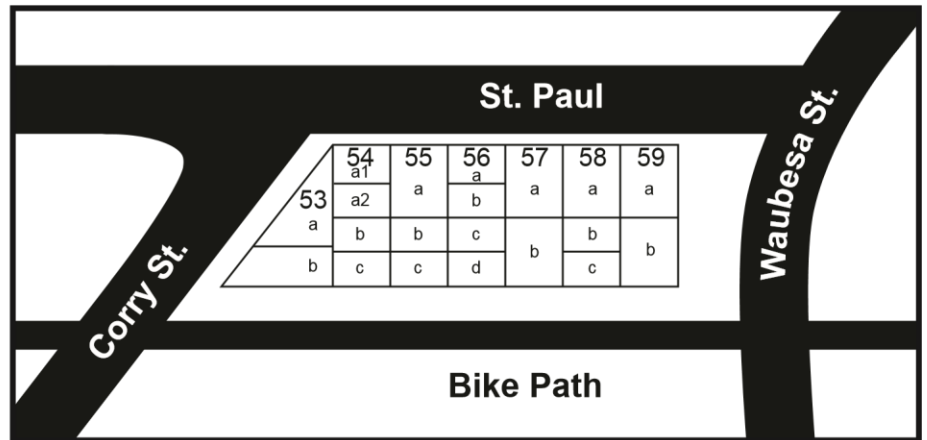 St. Paul
Waubesa St.
Corry St.
54 55 56 57 58 59
a1 a
a a a a
53 a2 b
a
b b c b
b b
b c c d c
Bike Path